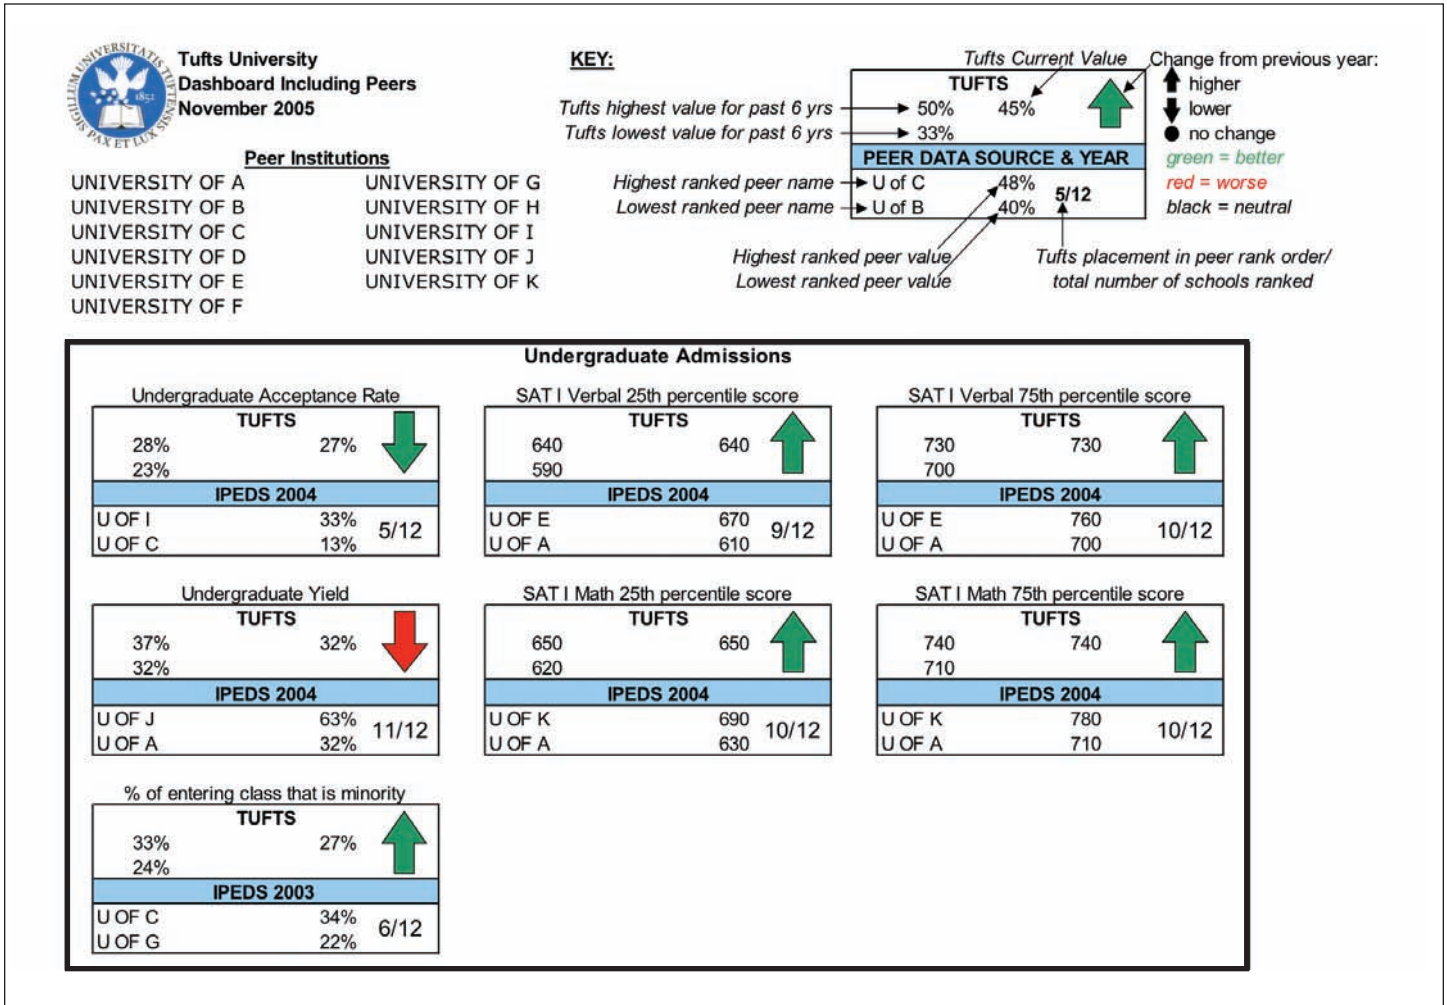 SIGILLUM UNIVERSITATIS TUFTENSIS
PAX ET LUX
1852
Tufts University
Dashboard Including Peers
November 2005
Peer Institutions
UNIVERSITY OF A
UNIVERSITY OF B
UNIVERSITY OF C
UNIVERSITY OF D
UNIVERSITY OF E
UNIVERSITY OF F
UNIVERSITY OF G
UNIVERSITY OF H
UNIVERSITY OF I
UNIVERSITY OF J
UNIVERSITY OF K
KEY:
Tufts Current Value
Change from previous year:
TUFTS
higher
Tufts highest value for past 6 yrs 50% 45%
lower
Tufts lowest value for past 6 yrs 33%
no change
PEER DATA SOURCE & YEAR
green = better
Highest ranked peer name U of C 48%
red = worse
5/12
Lowest ranked peer name U of B 40%
black = neutral
Highest ranked peer value
Lowest ranked peer value
Tufts placement in peer rank order/
total number of schools ranked
Undergraduate Admissions
Undergraduate Acceptance Rate
TUFTS
28% 27%
23%
IPEDS 2004
U OF I 33%
5/12
U OF C 13%
SAT I Verbal 25th percentile score
TUFTS
640 640
590
IPEDS 2004
U OF E 670
9/12
U OF A 610
SAT I Verbal 75th percentile score
TUFTS
730 730
700
IPEDS 2004
U OF E 760
10/12
U OF A 700
Undergraduate Yield
TUFTS
37% 32%
32%
IPEDS 2004
U OF J 63%
11/12
U OF A 32%
SAT I Math 25th percentile score
TUFTS
650 650
620
IPEDS 2004
U OF K 690
10/12
U OF A 630
SAT I Math 75th percentile score
TUFTS
740 740
710
IPEDS 2004
U OF K 780
10/12
U OF A 710
% of entering class that is minority
TUFTS
33% 27%
24%
IPEDS 2003
U OF C 34%
6/12
U OF G 22%